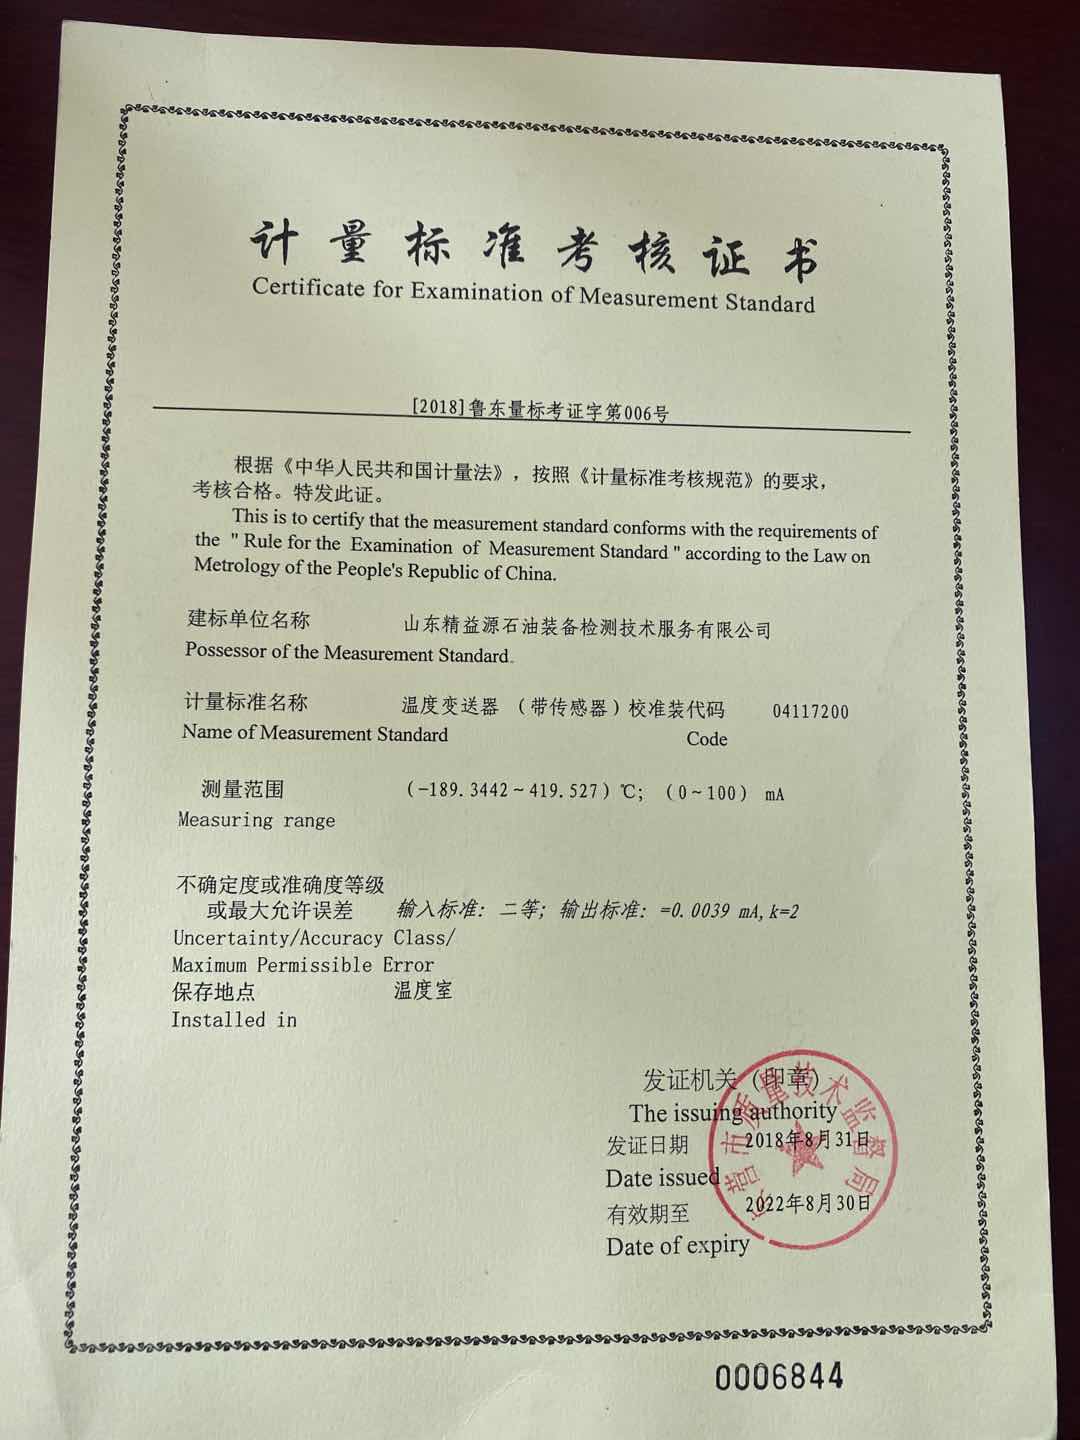 计量标准考核证书
Certificate for Examination of Measurement Standard
[2018]鲁东量标考证字第006号
根据《中华人民共和国计量法》，按照《计量标准考核规范》的要求，
考核合格。特发此证。
This is to certify that the measurement standard conforms with the requirements of
the " Rule for the Examination of Measurement Standard " according to the Law on
Metrology of the People's Republic of China.
建标单位名称 山东精益源石油装备检测技术服务有限公司
Possessor of the Measurement Standard.
计量标准名称 温度变送器（带传感器）校准装代码 04117200
Name of Measurement Standard Code
测量范围 （-189.3442～419.527）℃；（0～100） mA
Measuring range
不确定度或准确度等级
或最大允许误差 输入标准：二等；输出标准：=0.0039 mA,k=2
Uncertainty/Accuracy Class/
Maximum Permissible Error
保存地点 温度室
Installed in
发证机关（印章）
The issuing authority
发证日期 2018年8月31日
Date issued
有效期至 2022年8月30日
Date of expiry
东营市质量技术监督局
0006844